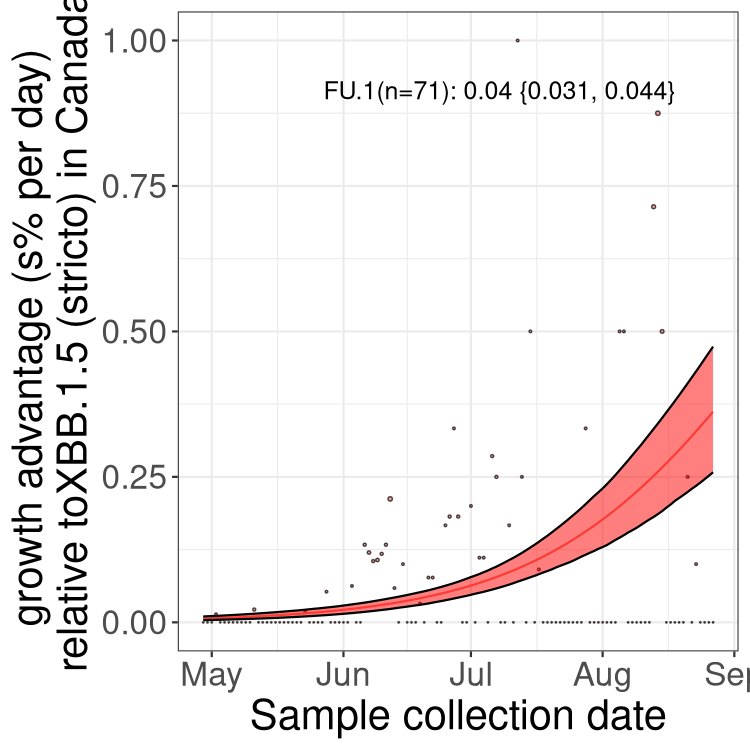 growth advantage (s% per day)
relative toXBB.1.5 (stricto) in Canada
1.00
0.75
0.50
0.25
0.00
FU.1(n=71): 0.04 {0.031, 0.044}
May Jun Jul Aug Sep
Sample collection date